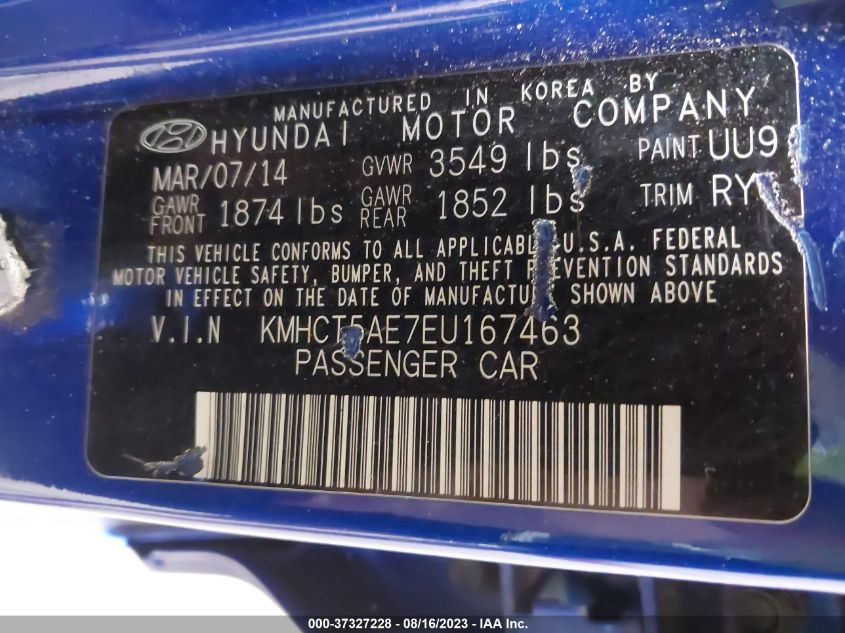 MANUFACTURED IN KOREA BY
HYUNDAI MOTOR COMPANY
MAR/07/14 GVWR 3549 lbs PAINT UU9
GAWR FRONT 1874 lbs GAWR REAR 1852 lbs TRIM RY
THIS VEHICLE CONFORMS TO ALL APPLICABLE U.S.A. FEDERAL
MOTOR VEHICLE SAFETY, BUMPER, AND THEFT PREVENTION STANDARDS
IN EFFECT ON THE DATE OF MANUFACTURE SHOWN ABOVE
V.I.N KMHCT5AE7EU167463
PASSENGER CAR
000-37327228 - 08/16/2023 - IAA Inc.